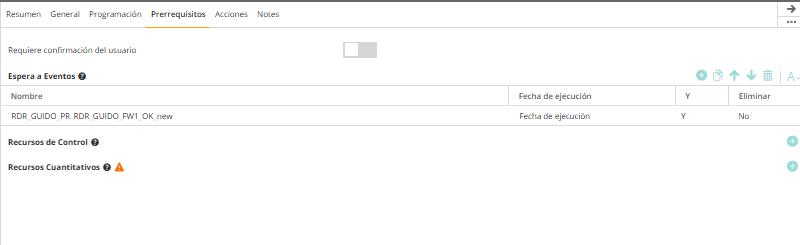 Resumen General Programación Prerrequisitos Acciones Notes
Requiere confirmación del usuario
Espera a Eventos
Nombre Fecha de ejecución Y Eliminar
RDR_GUIDO_PR_RDR_GUIDO_FW1_OK_new Fecha de ejecución Y No
Recursos de Control
Recursos Cuantitativos